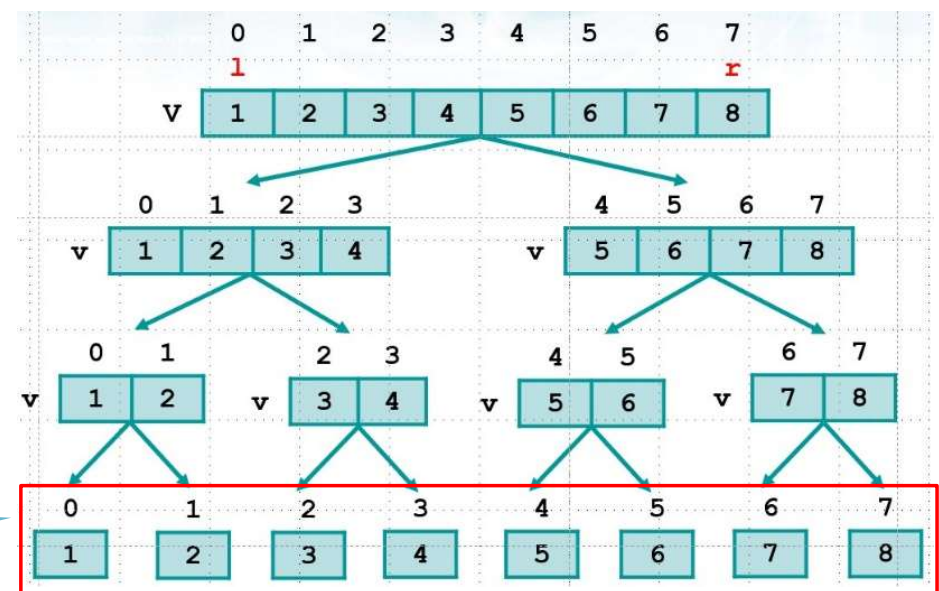 0 1 2 3 4 5 6 7
l r
V 1 2 3 4 5 6 7 8
0 1 2 3 4 5 6 7
v 1 2 3 4 v 5 6 7 8
0 1 2 3 4 5 6 7
v 1 2 v 3 4 v 5 6 v 7 8
0 1 2 3 4 5 6 7
1 2 3 4 5 6 7 8